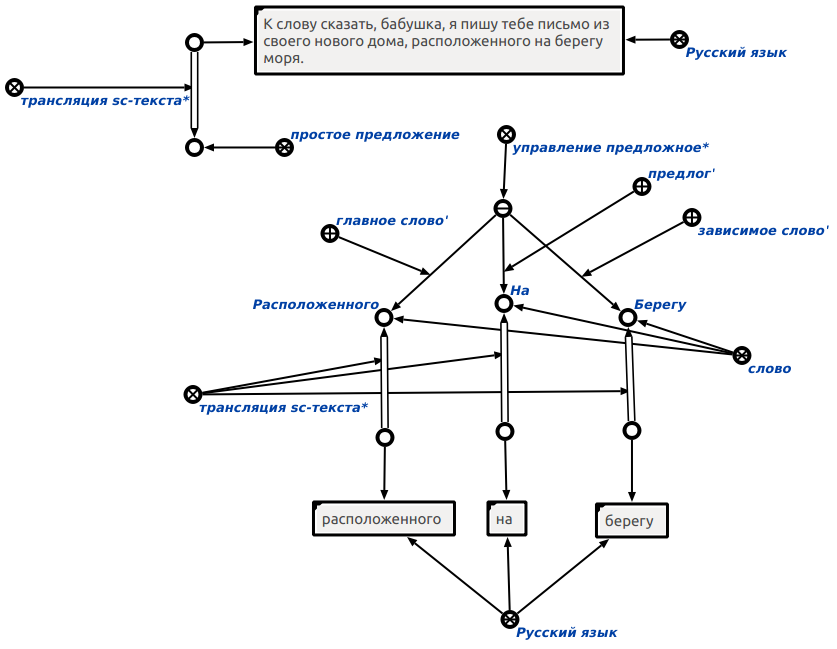 К слову сказать, бабушка, я пишу тебе письмо из
своего нового дома, расположенного на берегу
моря.
Русский язык
трансляция sc-текста*
простое предложение
управление предложное*
предлог'
главное слово'
зависимое слово'
Расположенного
На
Берегу
слово
трансляция sc-текста*
расположенного
на
берегу
Русский язык